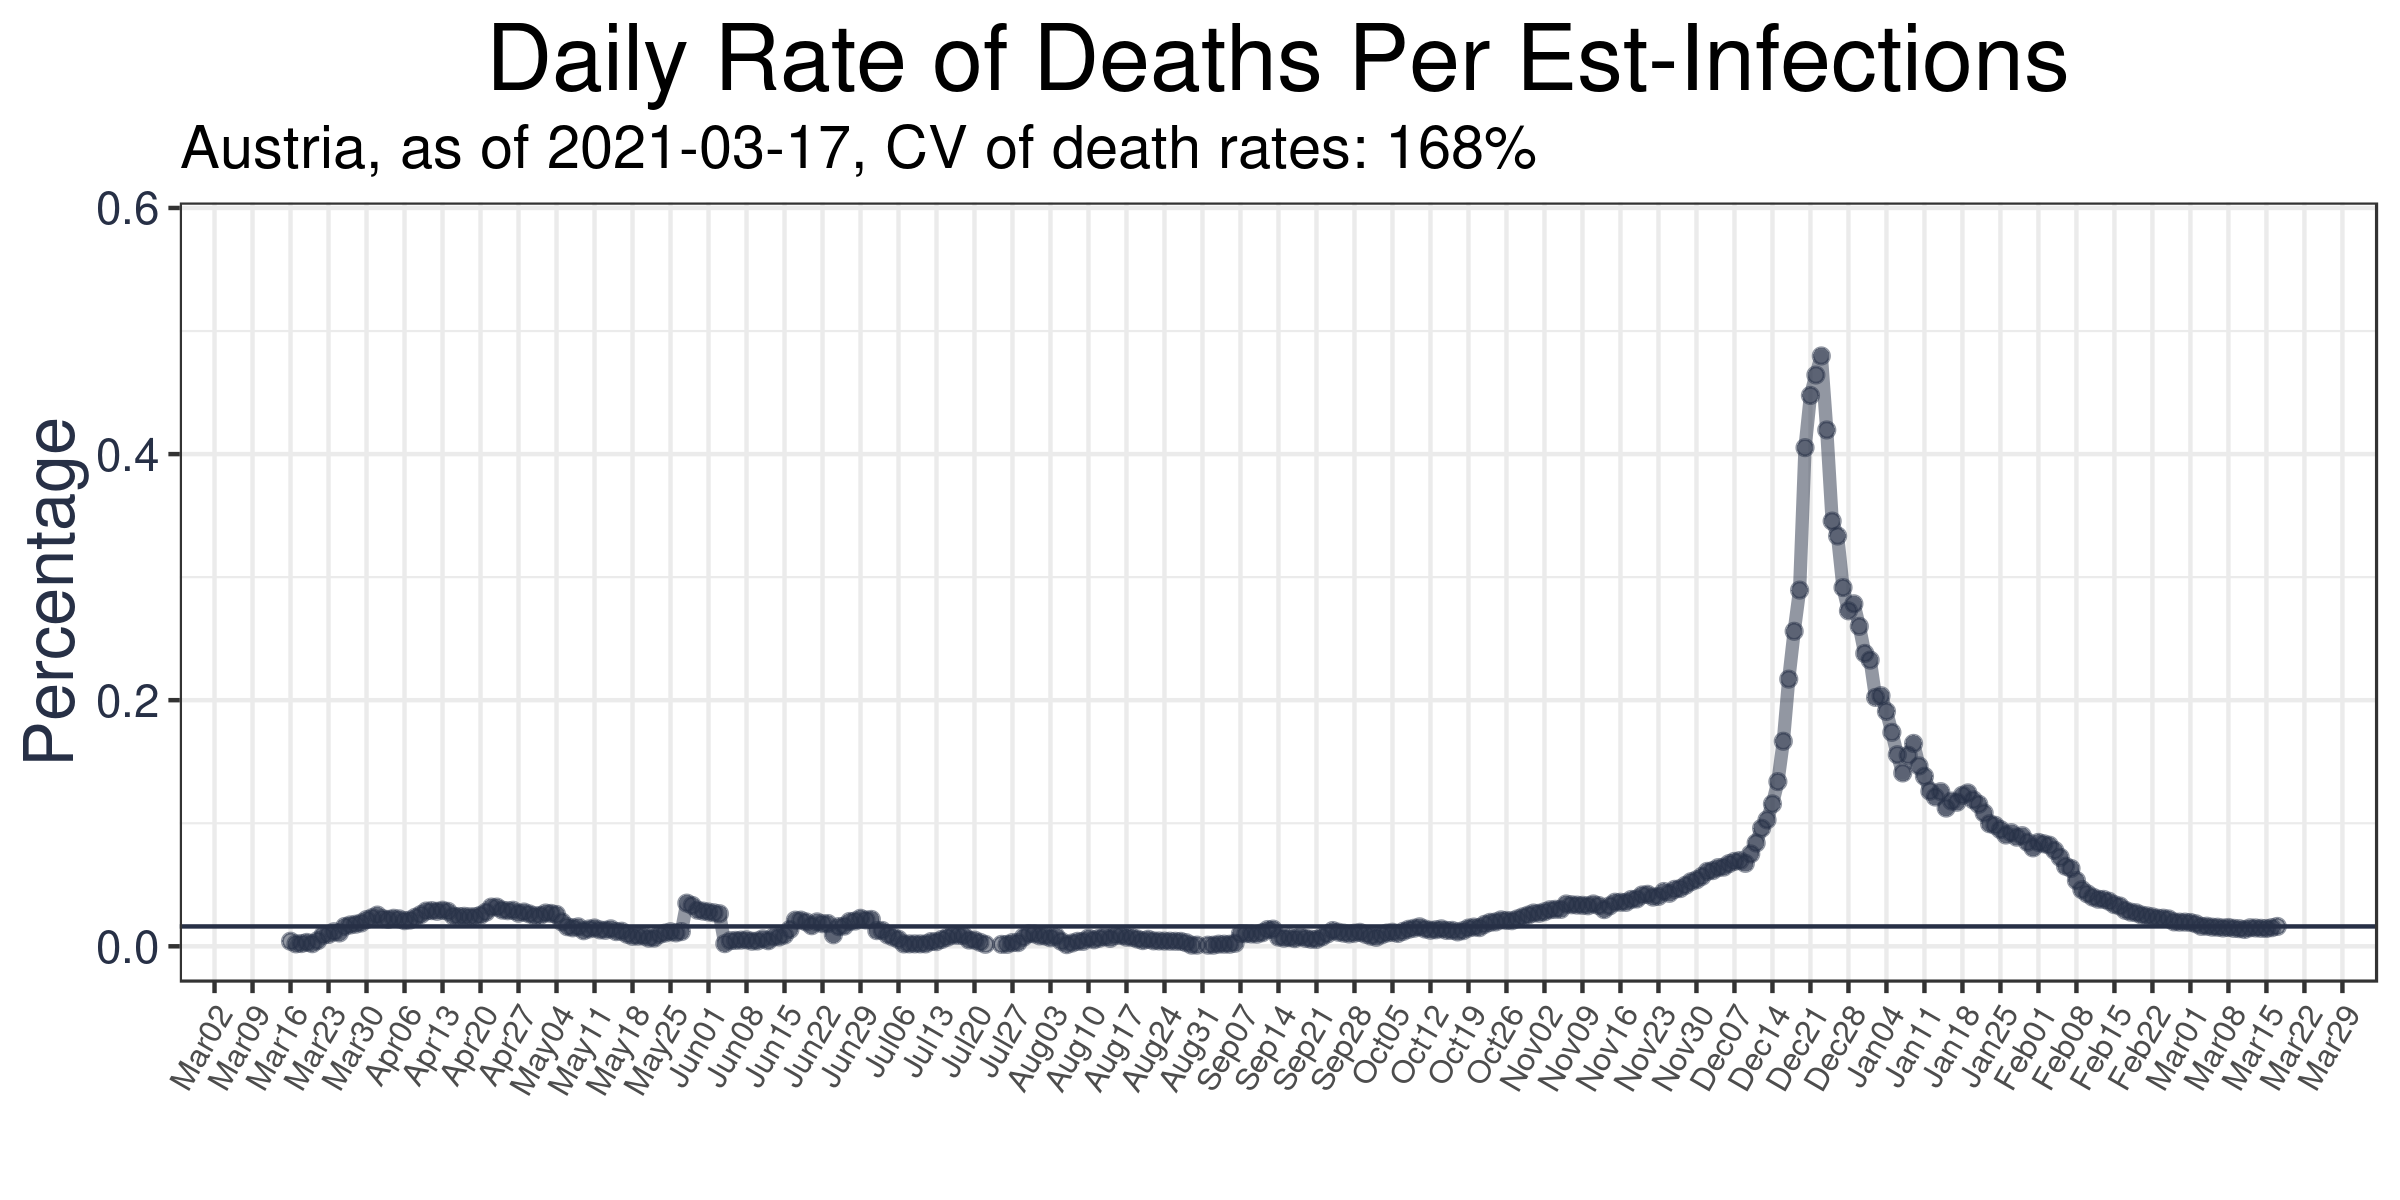 Daily Rate of Deaths Per Est-Infections
Austria, as of 2021-03-17, CV of death rates: 168%
Percentage
0.6
0.4
0.2
0.0
Mar02 Mar09 Mar16 Mar23 Mar30 Apr06 Apr13 Apr20 Apr27 May04 May11 May18 May25 Jun01 Jun08 Jun15 Jun22 Jun29 Jul06 Jul13 Jul20 Jul27 Aug03 Aug10 Aug17 Aug24 Aug31 Sep07 Sep14 Sep21 Sep28 Oct05 Oct12 Oct19 Oct26 Nov02 Nov09 Nov16 Nov23 Nov30 Dec07 Dec14 Dec21 Dec28 Jan04 Jan11 Jan18 Jan25 Feb01 Feb08 Feb15 Feb22 Mar01 Mar08 Mar15 Mar22 Mar29